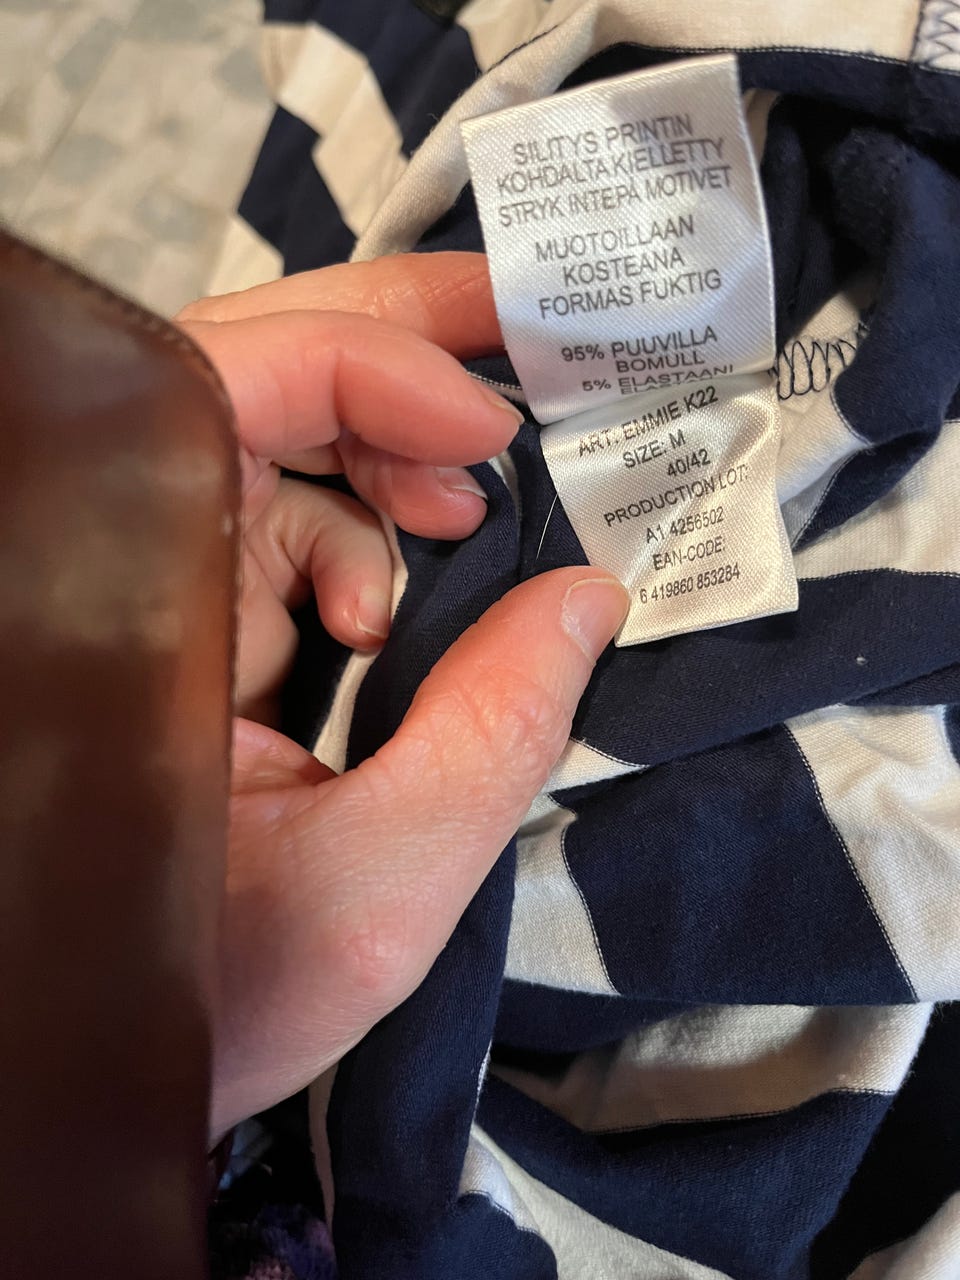 SILITYS PRINTIN
KOHDALTA KIELLETTY
STRYK INTE PÅ MOTIVET
MUOTOILLAAN
KOSTEANA
FORMAS FUKTIG
95% PUUVILLA
BOMULL
5% ELASTAANI
ART: EMMIE K22
SIZE: M
40/42
PRODUCTION LOT:
A1 4256502
EAN-CODE:
6 419860 853284